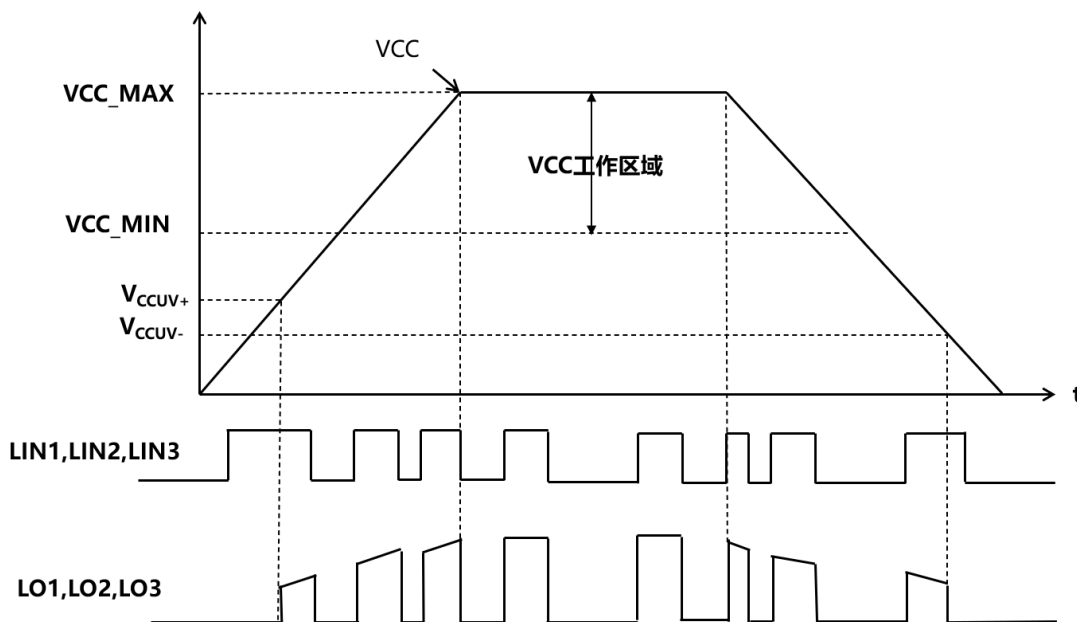 VCC
VCC_MAX
VCC工作区域
VCC_MIN
VCCUV+
VCCUV-
t
LIN1,LIN2,LIN3
LO1,LO2,LO3